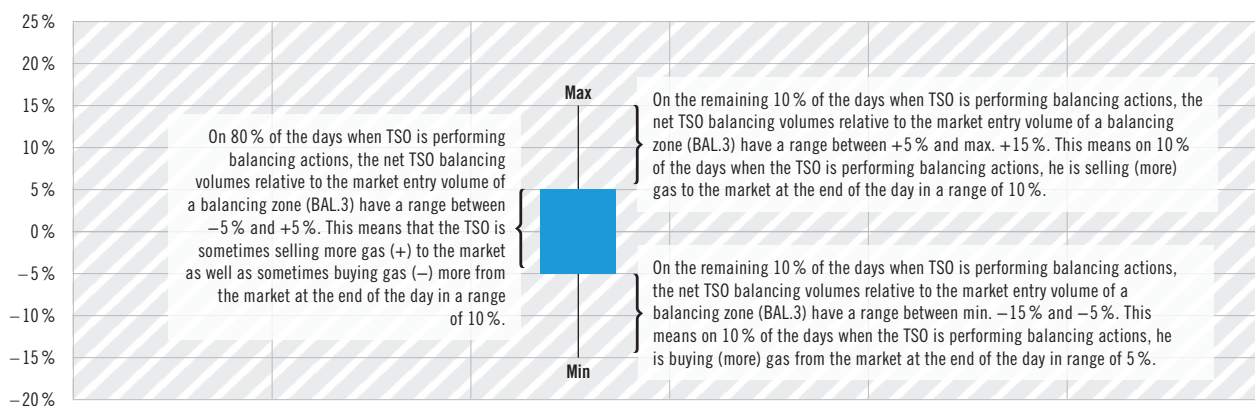 25 %
20 %
15 %
10 %
5 %
0 %
−5 %
−10 %
−15 %
−20 %
On 80 % of the days when TSO is performing
balancing actions, the net TSO balancing
volumes relative to the market entry volume of
a balancing zone (BAL.3) have a range between
−5 % and +5 %. This means that the TSO is
sometimes selling more gas (+) to the market
as well as sometimes buying gas (−) more from
the market at the end of the day in a range
of 10 %.
Max
Min
On the remaining 10 % of the days when TSO is performing balancing actions, the
net TSO balancing volumes relative to the market entry volume of a balancing
zone (BAL.3) have a range between +5 % and max. +15 %. This means on 10 %
of the days when the TSO is performing balancing actions, he is selling (more)
gas to the market at the end of the day in a range of 10 %.
On the remaining 10 % of the days when TSO is performing balancing actions,
the net TSO balancing volumes relative to the market entry volume of a
balancing zone (BAL.3) have a range between min. −15 % and −5 %. This
means on 10 % of the days when the TSO is performing balancing actions, he
is buying (more) gas from the market at the end of the day in range of 5 %.